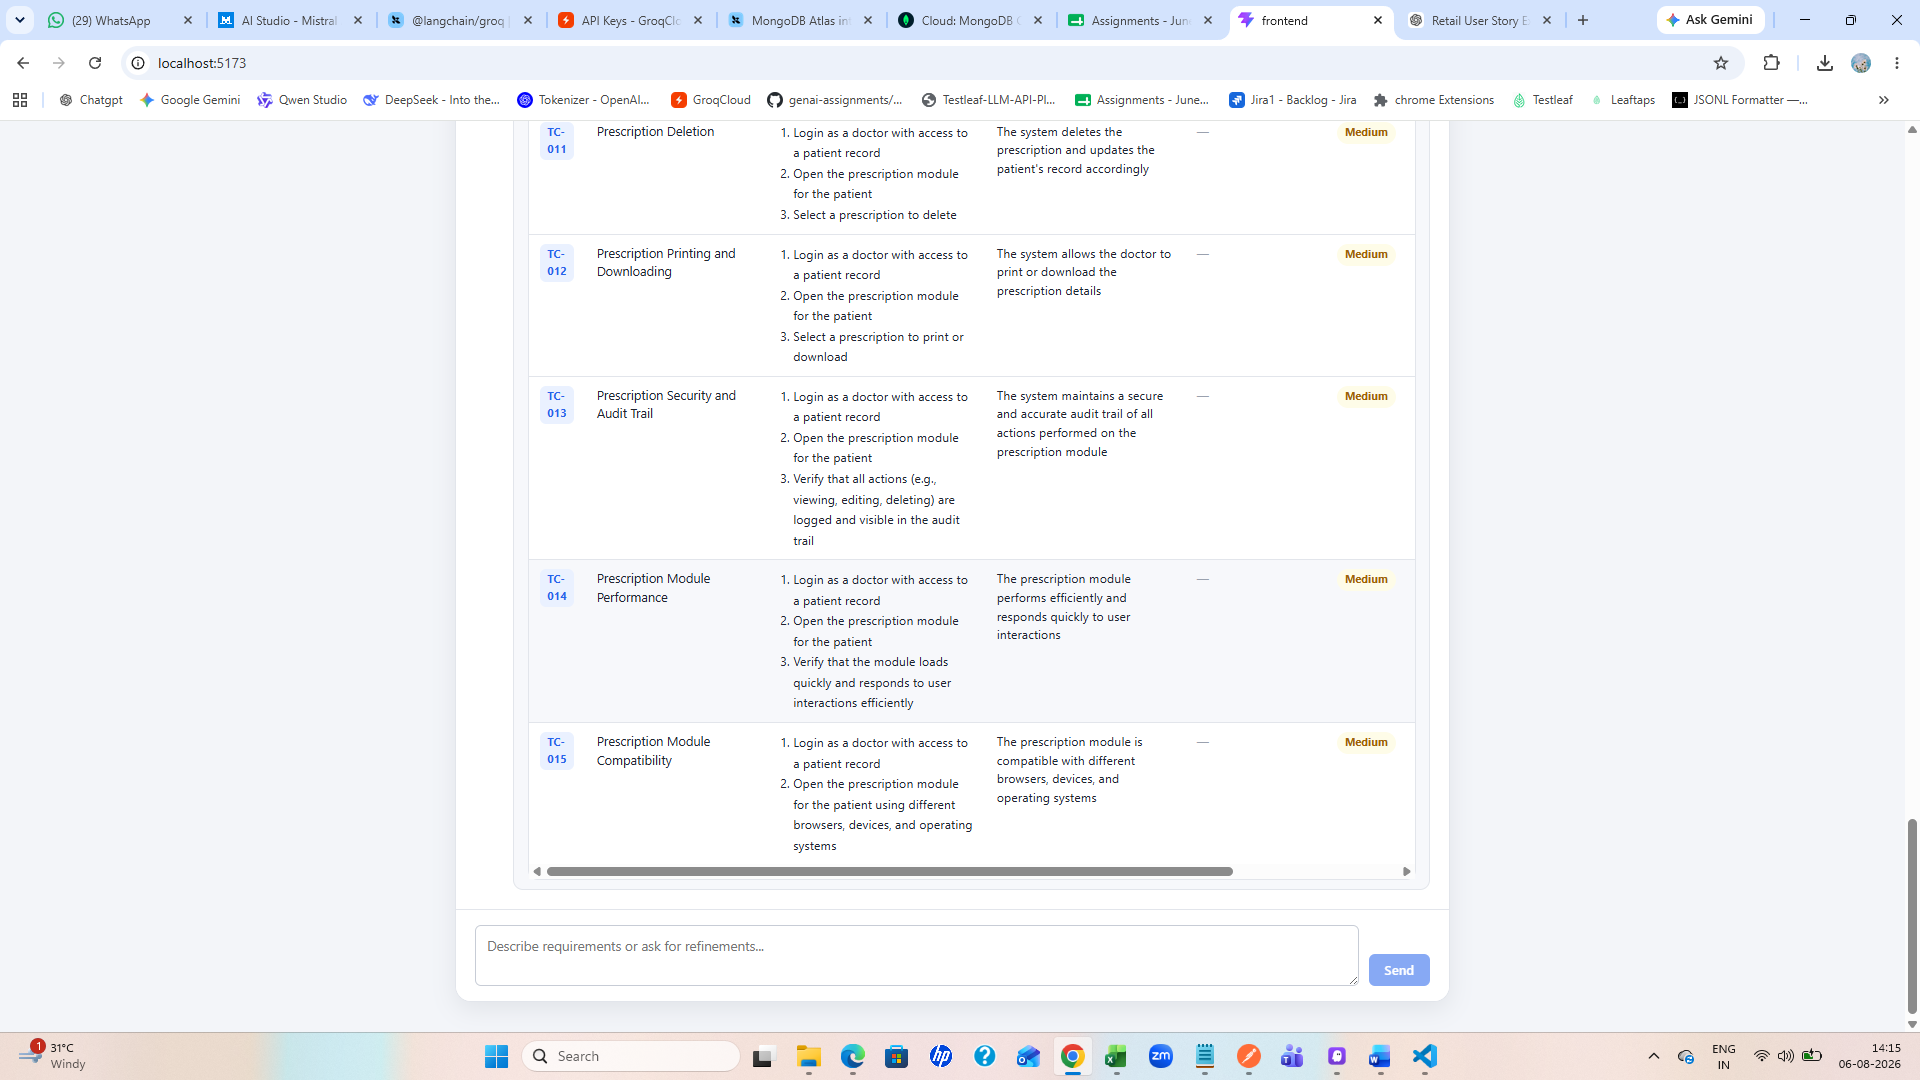 (29) WhatsApp
AI Studio - Mistral
@langchain/groq
API Keys - GroqClo
MongoDB Atlas in
Cloud: MongoDB C
Assignments - June
frontend
Retail User Story E
Ask Gemini
localhost:5173
Chatgpt
Google Gemini
Qwen Studio
DeepSeek - Into the...
Tokenizer - OpenAI...
GroqCloud
genai-assignments/...
Testleaf-LLM-API-Pl...
Assignments - June...
Jira1 - Backlog - Jira
chrome Extensions
Testleaf
Leaftaps
JSONL Formatter —...
TC-
011
Prescription Deletion
1. Login as a doctor with access to
a patient record
2. Open the prescription module
for the patient
3. Select a prescription to delete
The system deletes the
prescription and updates the
patient's record accordingly
—
Medium
TC-
012
Prescription Printing and
Downloading
1. Login as a doctor with access to
a patient record
2. Open the prescription module
for the patient
3. Select a prescription to print or
download
The system allows the doctor to
print or download the
prescription details
—
Medium
TC-
013
Prescription Security and
Audit Trail
1. Login as a doctor with access to
a patient record
2. Open the prescription module
for the patient
3. Verify that all actions (e.g.,
viewing, editing, deleting) are
logged and visible in the audit
trail
The system maintains a secure
and accurate audit trail of all
actions performed on the
prescription module
—
Medium
TC-
014
Prescription Module
Performance
1. Login as a doctor with access to
a patient record
2. Open the prescription module
for the patient
3. Verify that the module loads
quickly and responds to user
interactions efficiently
The prescription module
performs efficiently and
responds quickly to user
interactions
—
Medium
TC-
015
Prescription Module
Compatibility
1. Login as a doctor with access to
a patient record
2. Open the prescription module
for the patient using different
browsers, devices, and operating
systems
The prescription module is
compatible with different
browsers, devices, and
operating systems
—
Medium
Describe requirements or ask for refinements...
Send
1
31°C
Windy
Search
hp
zm
ENG
IN
14:15
06-08-2026